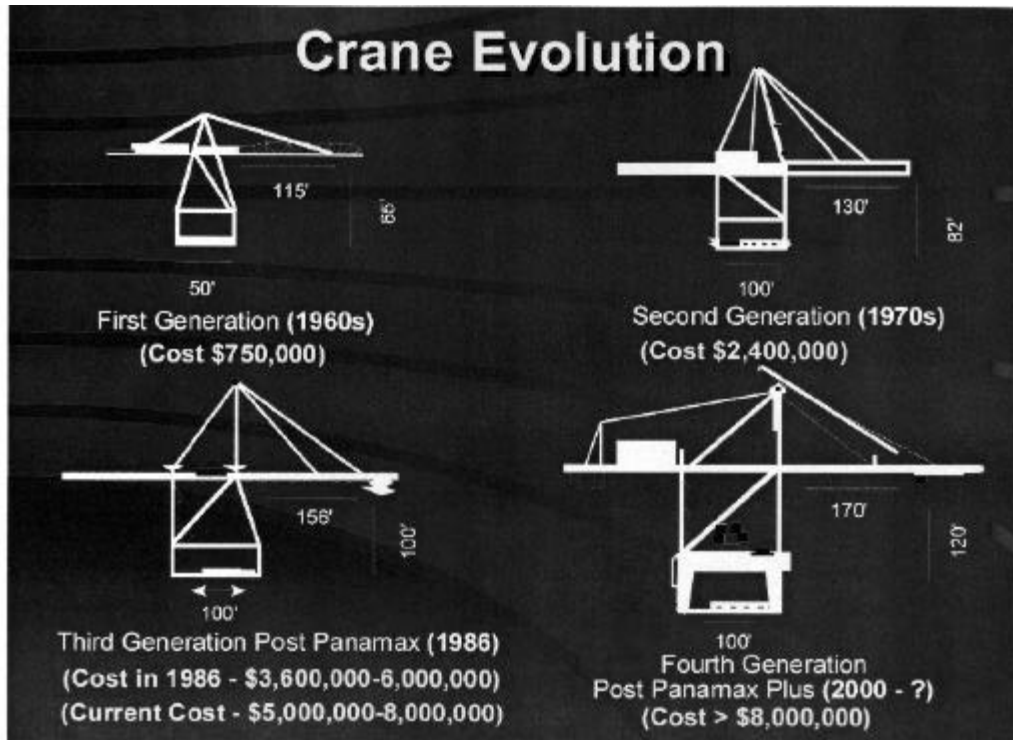 Crane Evolution
115'
66'
50'
First Generation (1960s)
(Cost $750,000)
130'
82'
100'
Second Generation (1970s)
(Cost $2,400,000)
156'
100'
100'
Third Generation Post Panamax (1986)
(Cost in 1986 - $3,600,000-6,000,000)
(Current Cost - $5,000,000-8,000,000)
170'
120'
100'
Fourth Generation
Post Panamax Plus (2000 - ?)
(Cost > $8,000,000)